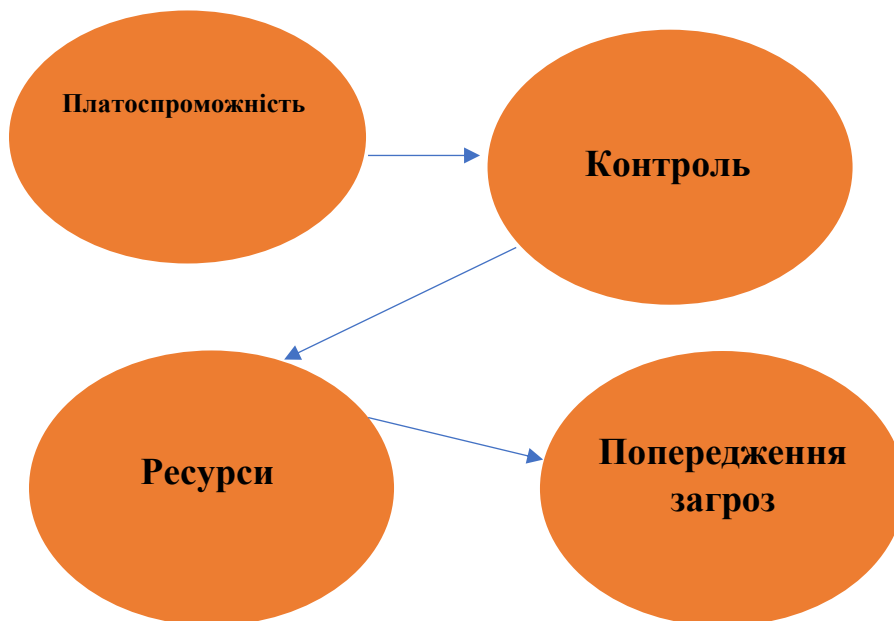 Платоспроможність
Контроль
Ресурси
Попередження
загроз